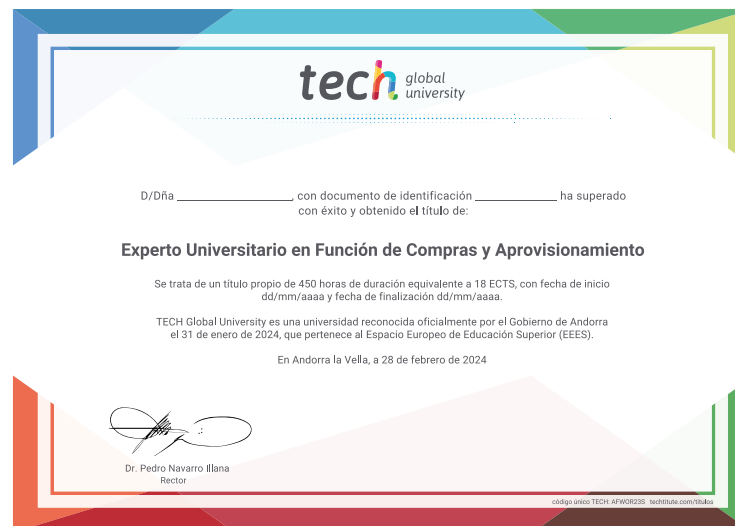 tech global university
D/Dña ____________, con documento de identificación ____________ ha superado
con éxito y obtenido el título de:
Experto Universitario en Función de Compras y Aprovisionamiento
Se trata de un título propio de 450 horas de duración equivalente a 18 ECTS, con fecha de inicio
dd/mm/aaaa y fecha de finalización dd/mm/aaaa.
TECH Global University es una universidad reconocida oficialmente por el Gobierno de Andorra
el 31 de enero de 2024, que pertenece al Espacio Europeo de Educación Superior (EEES).
En Andorra la Vella, a 28 de febrero de 2024
Dr. Pedro Navarro Illana
Rector
código único TECH: AFWOR23S techtitute.com/titulos